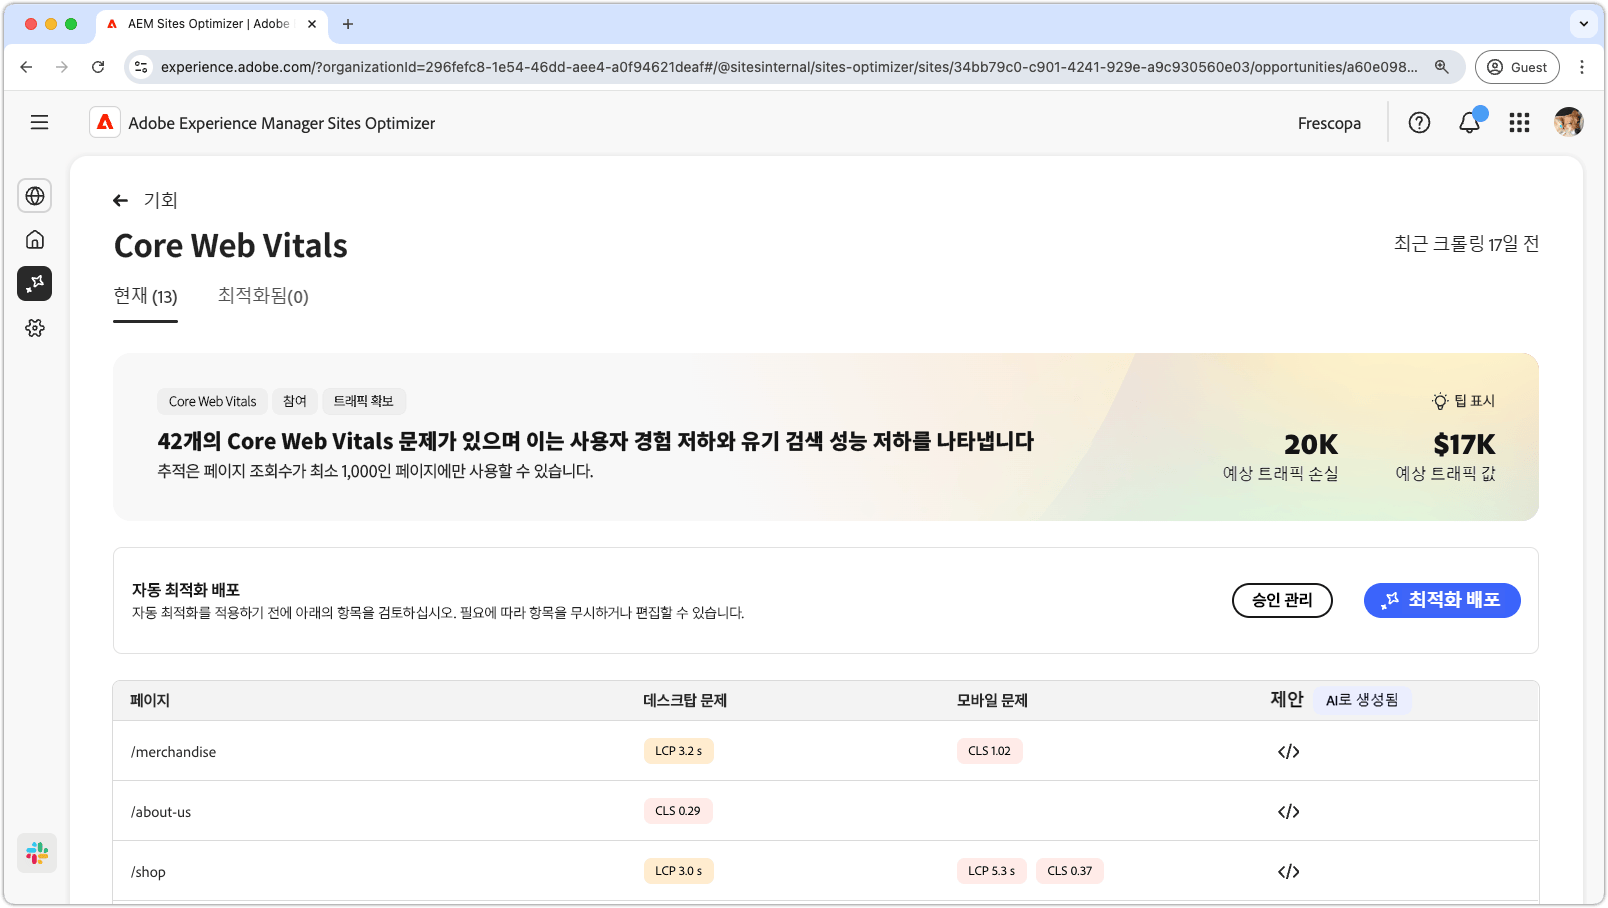 AEM Sites Optimizer | Adobe
experience.adobe.com/?organizationId=296fefc8-1e54-46dd-aee4-a0f94621deaf#/@sitesinternal/sites-optimizer/sites/34bb79c0-c901-4241-929e-a9c930560e03/opportunities/a60e098...
Guest
Adobe Experience Manager Sites Optimizer
Frescopa
기회
Core Web Vitals
최근 크롤링 17일 전
현재 (13) 최적화됨(0)
Core Web Vitals 참여 트래픽 확보
팁 표시
42개의 Core Web Vitals 문제가 있으며 이는 사용자 경험 저하와 유기 검색 성능 저하를 나타냅니다
추적은 페이지 조회수가 최소 1,000인 페이지에만 사용할 수 있습니다.
20K $17K
예상 트래픽 손실 예상 트래픽 값
자동 최적화 배포
자동 최적화를 적용하기 전에 아래의 항목을 검토하십시오. 필요에 따라 항목을 무시하거나 편집할 수 있습니다.
승인 관리 최적화 배포
페이지 데스크탑 문제 모바일 문제 제안 AI로 생성됨
/merchandise LCP 3.2 s CLS 1.02 </>
/about-us CLS 0.29 </>
/shop LCP 3.0 s LCP 5.3 s CLS 0.37 </>